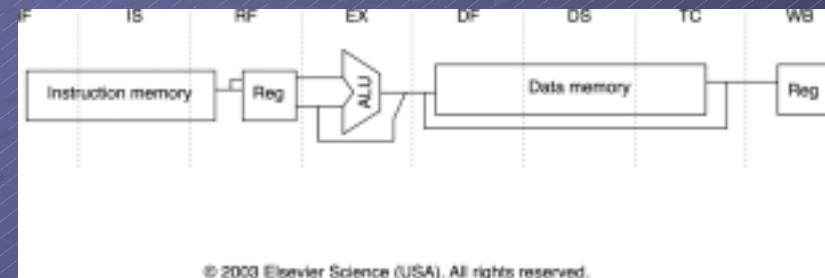 IF IS RF EX DF DS TC WB
Instruction memory Reg ALU Data memory Reg
© 2003 Elsevier Science (USA). All rights reserved.